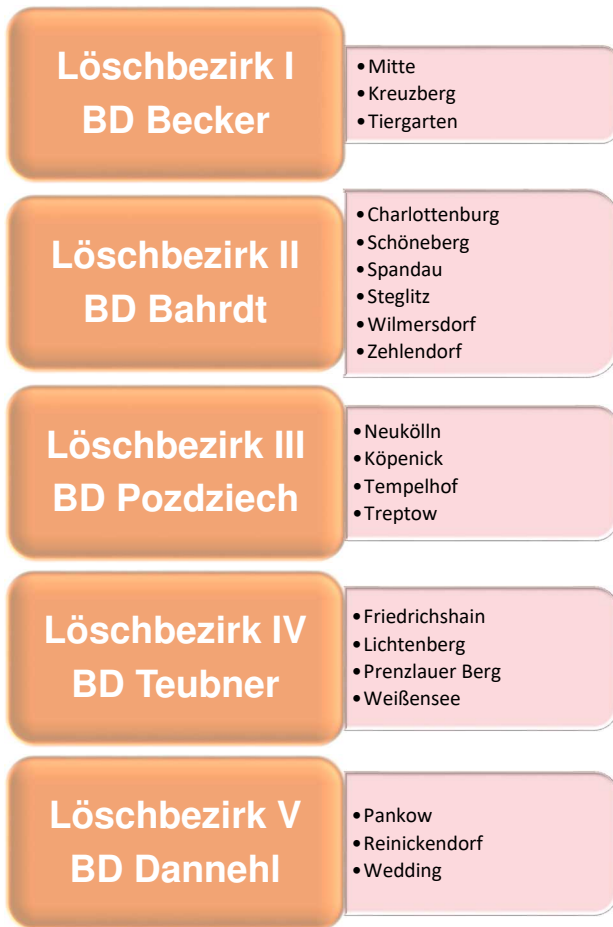 Löschbezirk I
BD Becker
•Mitte
•Kreuzberg
•Tiergarten
Löschbezirk II
BD Bahrdt
•Charlottenburg
•Schöneberg
•Spandau
•Steglitz
•Wilmersdorf
•Zehlendorf
Löschbezirk III
BD Pozdziech
•Neukölln
•Köpenick
•Tempelhof
•Treptow
Löschbezirk IV
BD Teubner
•Friedrichshain
•Lichtenberg
•Prenzlauer Berg
•Weißensee
Löschbezirk V
BD Dannehl
•Pankow
•Reinickendorf
•Wedding